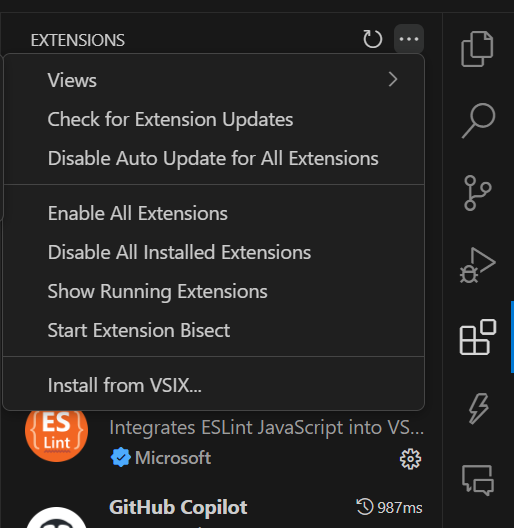 EXTENSIONS
Views
Check for Extension Updates
Disable Auto Update for All Extensions
Enable All Extensions
Disable All Installed Extensions
Show Running Extensions
Start Extension Bisect
Install from VSIX...
ES
Lint
Integrates ESLint JavaScript into VS...
Microsoft
GitHub Copilot
987ms